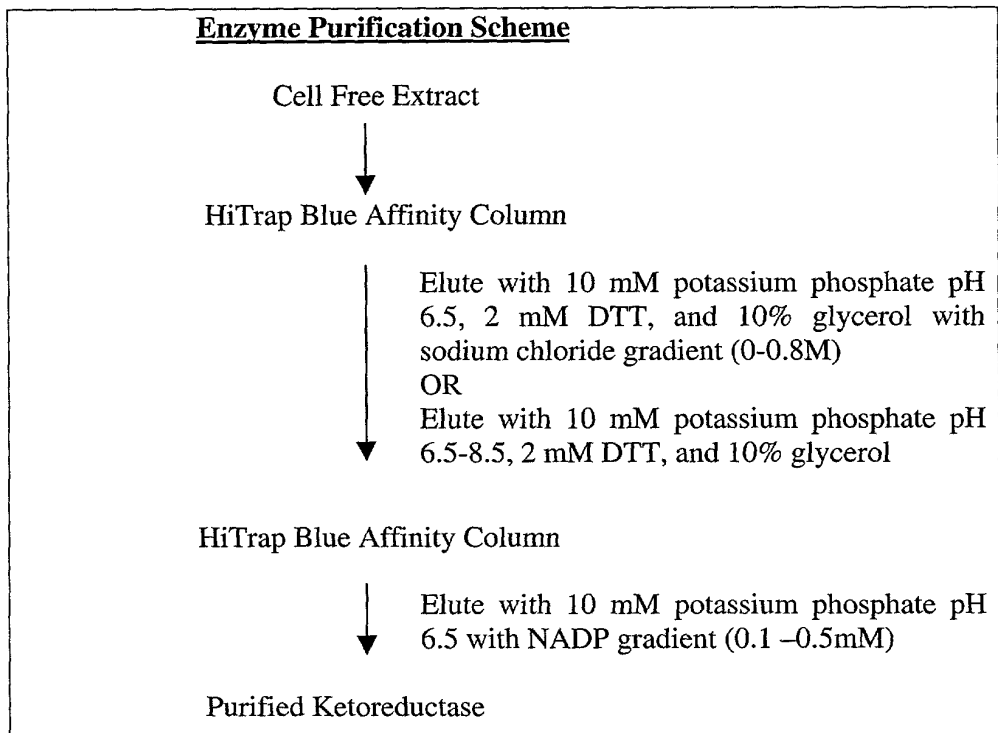 Enzyme Purification Scheme
Cell Free Extract
HiTrap Blue Affinity Column
Elute with 10 mM potassium phosphate pH
6.5, 2 mM DTT, and 10% glycerol with
sodium chloride gradient (0-0.8M)
OR
Elute with 10 mM potassium phosphate pH
6.5-8.5, 2 mM DTT, and 10% glycerol
HiTrap Blue Affinity Column
Elute with 10 mM potassium phosphate pH
6.5 with NADP gradient (0.1 –0.5mM)
Purified Ketoreductase